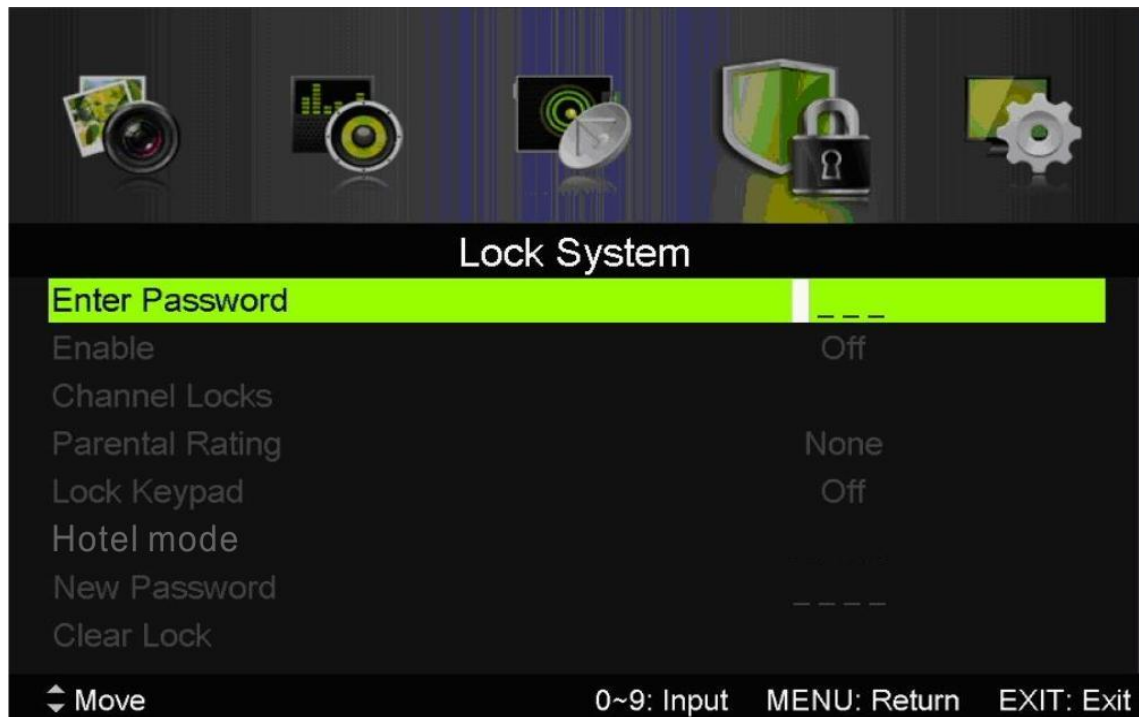 Lock System
Enter Password _ _ _
Enable Off
Channel Locks
Parental Rating None
Lock Keypad Off
Hotel mode
New Password _ _ _ _
Clear Lock
Move 0~9: Input MENU: Return EXIT: Exit